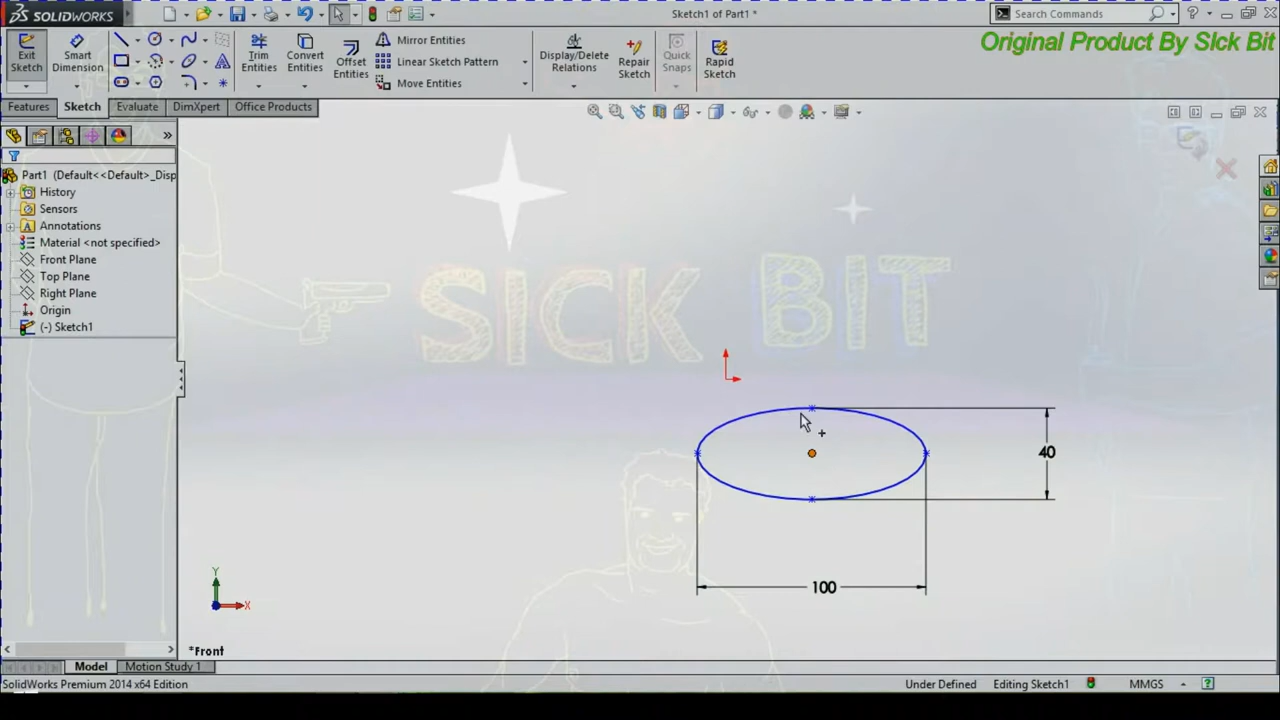 SOLIDWORKS
Sketch1 of Part1 *
Search Commands
Original Product By SIck Bit
Exit Sketch
Smart Dimension
Trim Entities
Convert Entities
Offset Entities
Mirror Entities
Linear Sketch Pattern
Move Entities
Display/Delete Relations
Repair Sketch
Quick Snaps
Rapid Sketch
Features
Sketch
Evaluate
DimXpert
Office Products
Part1 (Default<<Default>_Disp
History
Sensors
Annotations
Material <not specified>
Front Plane
Top Plane
Right Plane
Origin
(-) Sketch1
SICK BIT
40
100
Y
X
*Front
Model
Motion Study 1
SolidWorks Premium 2014 x64 Edition
Under Defined
Editing Sketch1
MMGS